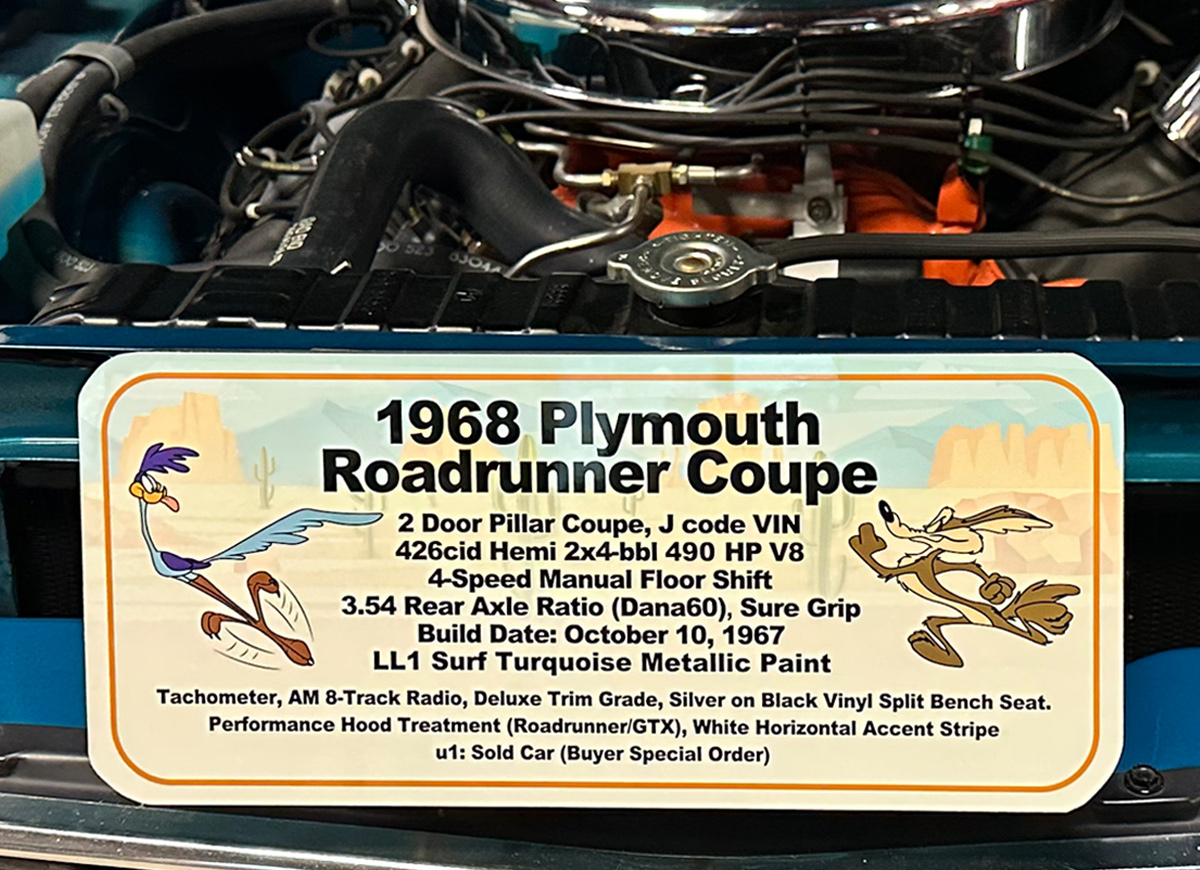 1968 Plymouth
Roadrunner Coupe
2 Door Pillar Coupe, J code VIN
426cid Hemi 2x4-bbl 490 HP V8
4-Speed Manual Floor Shift
3.54 Rear Axle Ratio (Dana60), Sure Grip
Build Date: October 10, 1967
LL1 Surf Turquoise Metallic Paint
Tachometer, AM 8-Track Radio, Deluxe Trim Grade, Silver on Black Vinyl Split Bench Seat.
Performance Hood Treatment (Roadrunner/GTX), White Horizontal Accent Stripe
u1: Sold Car (Buyer Special Order)